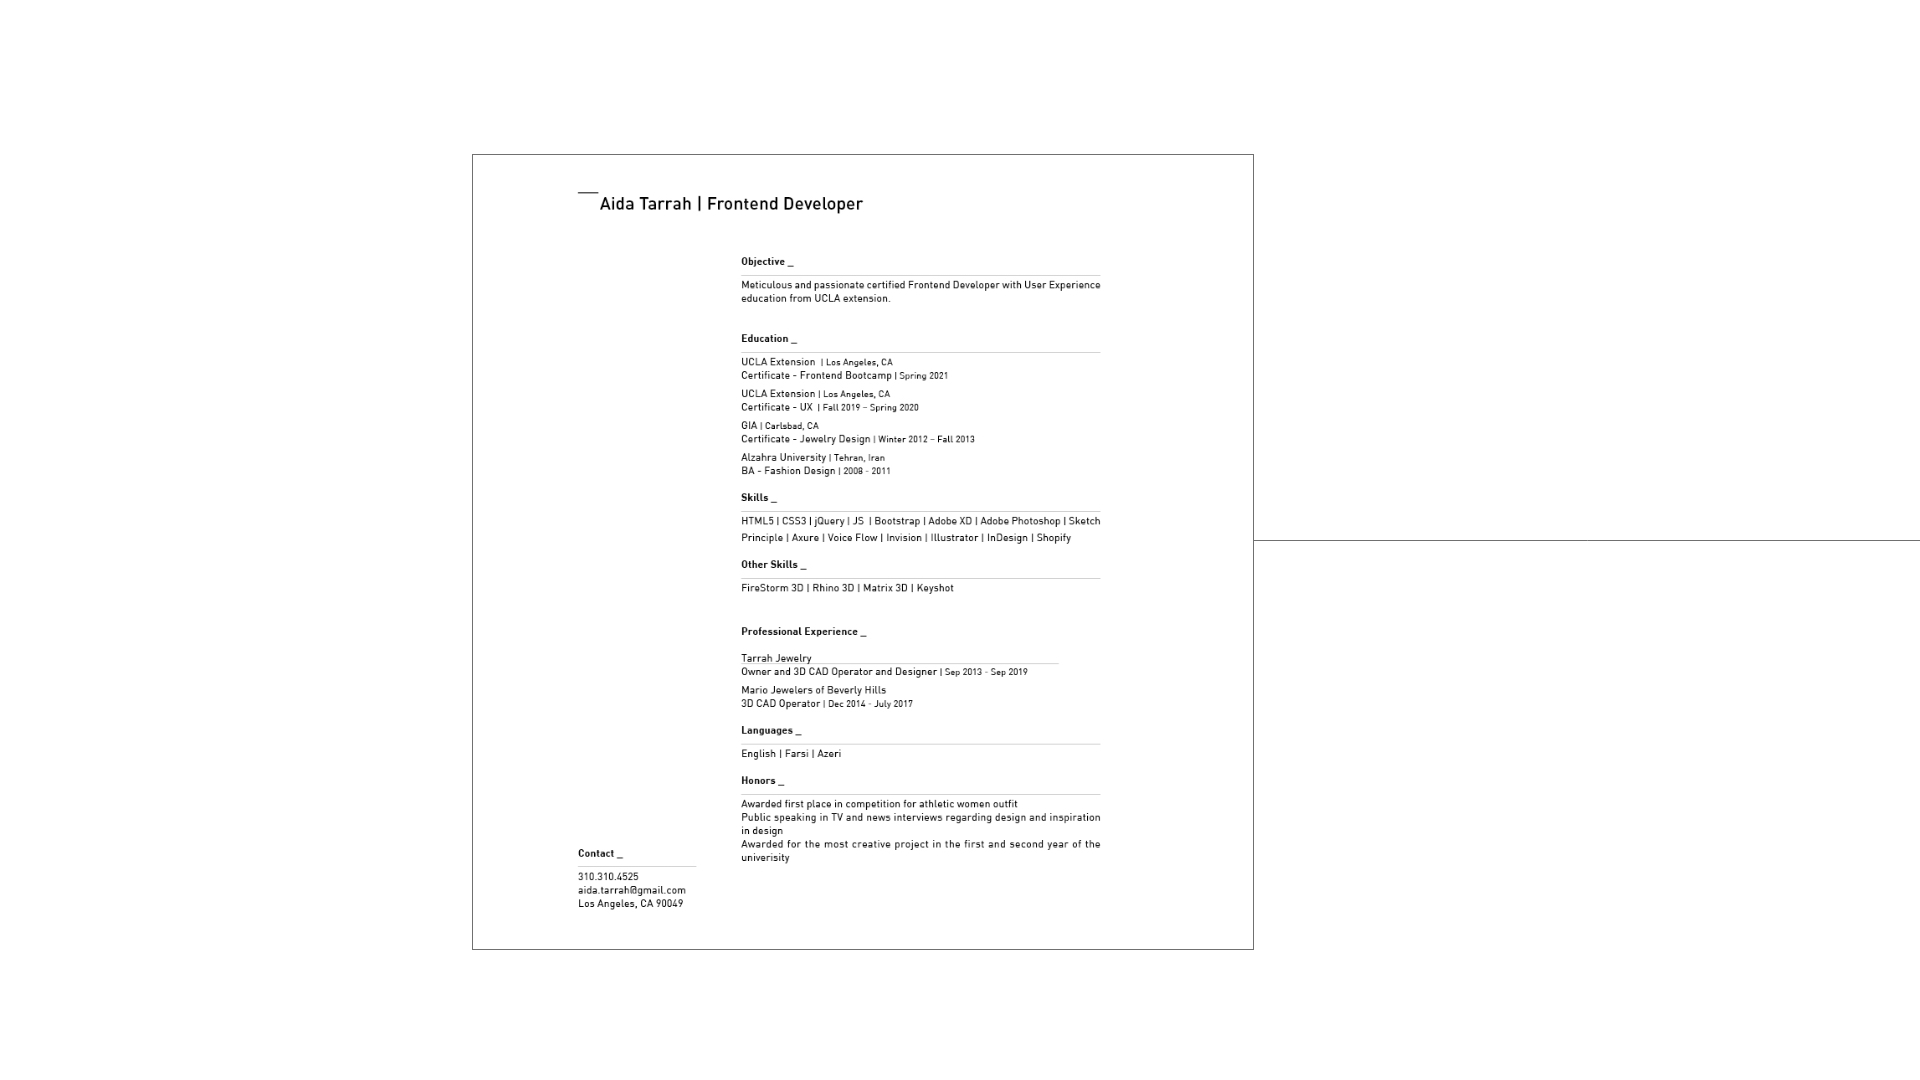 Aida Tarrah | Frontend Developer
Objective _
Meticulous and passionate certified Frontend Developer with User Experience
education from UCLA extension.
Education _
UCLA Extension | Los Angeles, CA
Certificate - Frontend Bootcamp | Spring 2021
UCLA Extension | Los Angeles, CA
Certificate - UX | Fall 2019 - Spring 2020
GIA | Carlsbad, CA
Certificate - Jewelry Design | Winter 2012 - Fall 2013
Alzahra University | Tehran, Iran
BA - Fashion Design | 2008 - 2011
Skills _
HTML5 | CSS3 | jQuery | JS | Bootstrap | Adobe XD | Adobe Photoshop | Sketch
Principle | Axure | Voice Flow | Invision | Illustrator | InDesign | Shopify
Other Skills _
FireStorm 3D | Rhino 3D | Matrix 3D | Keyshot
Professional Experience _
Tarrah Jewelry
Owner and 3D CAD Operator and Designer | Sep 2013 - Sep 2019
Mario Jewelers of Beverly Hills
3D CAD Operator | Dec 2014 - July 2017
Languages _
English | Farsi | Azeri
Honors _
Awarded first place in competition for athletic women outfit
Public speaking in TV and news interviews regarding design and inspiration
in design
Awarded for the most creative project in the first and second year of the
univerisity
Contact _
310.310.4525
aida.tarrah@gmail.com
Los Angeles, CA 90049